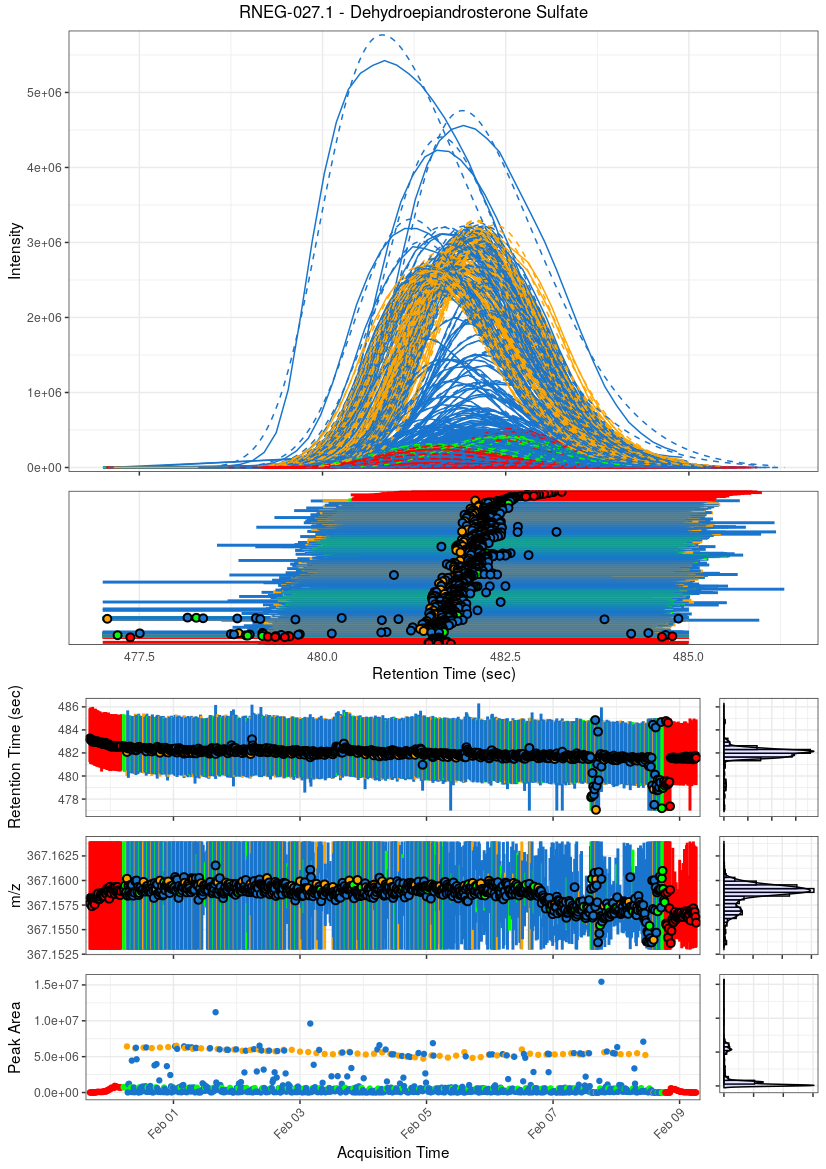 RNEG-027.1 - Dehydroepiandrosterone Sulfate
Intensity
5e+06
4e+06
3e+06
2e+06
1e+06
0e+00
477.5
480.0
482.5
485.0
Retention Time (sec)
Retention Time (sec)
486
484
482
480
478
m/z
367.1625
367.1600
367.1575
367.1550
367.1525
Peak Area
1.5e+07
1.0e+07
5.0e+06
0.0e+00
Feb 01
Feb 03
Feb 05
Feb 07
Feb 09
Acquisition Time